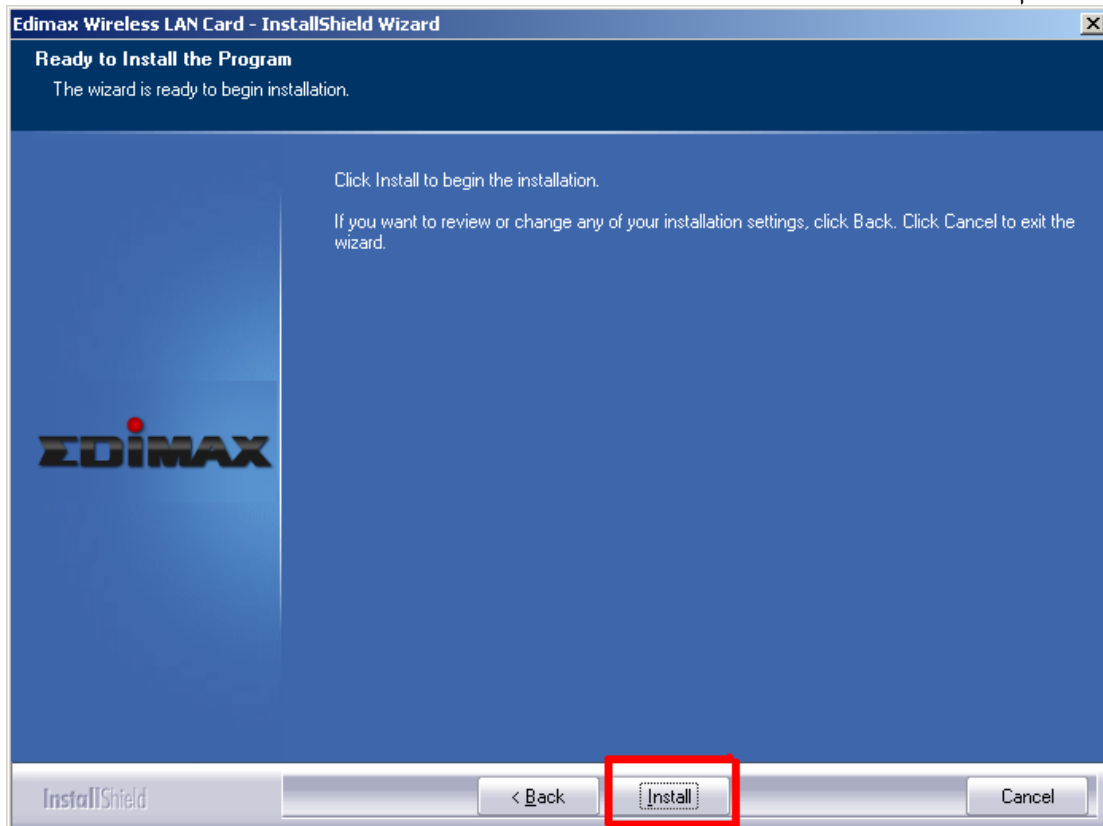 Edimax Wireless LAN Card - InstallShield Wizard
Ready to Install the Program
The wizard is ready to begin installation.
Click Install to begin the installation.
If you want to review or change any of your installation settings, click Back. Click Cancel to exit the
wizard.
EDIMAX
InstallShield
< Back
Install
Cancel